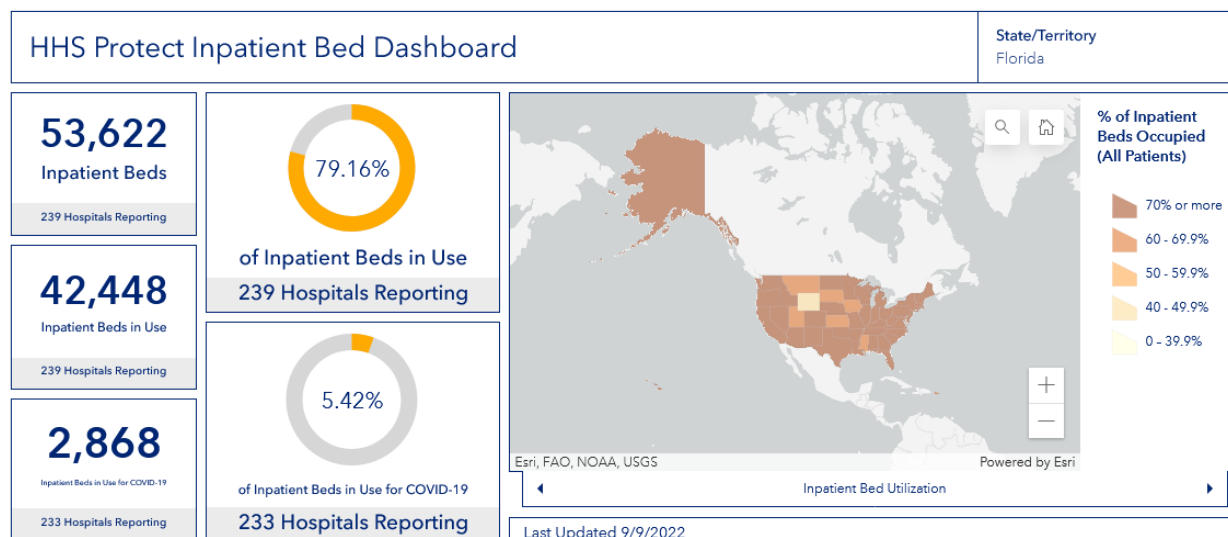 HHS Protect Inpatient Bed Dashboard
State/Territory
Florida
53,622
Inpatient Beds
239 Hospitals Reporting
42,448
Inpatient Beds in Use
239 Hospitals Reporting
2,868
Inpatient Beds in Use for COVID-19
233 Hospitals Reporting
79.16%
of Inpatient Beds in Use
239 Hospitals Reporting
5.42%
of Inpatient Beds in Use for COVID-19
233 Hospitals Reporting
% of Inpatient
Beds Occupied
(All Patients)
70% or more
60 - 69.9%
50 - 59.9%
40 - 49.9%
0 - 39.9%
Esri, FAO, NOAA, USGS
Powered by Esri
Inpatient Bed Utilization
Last Updated 9/9/2022